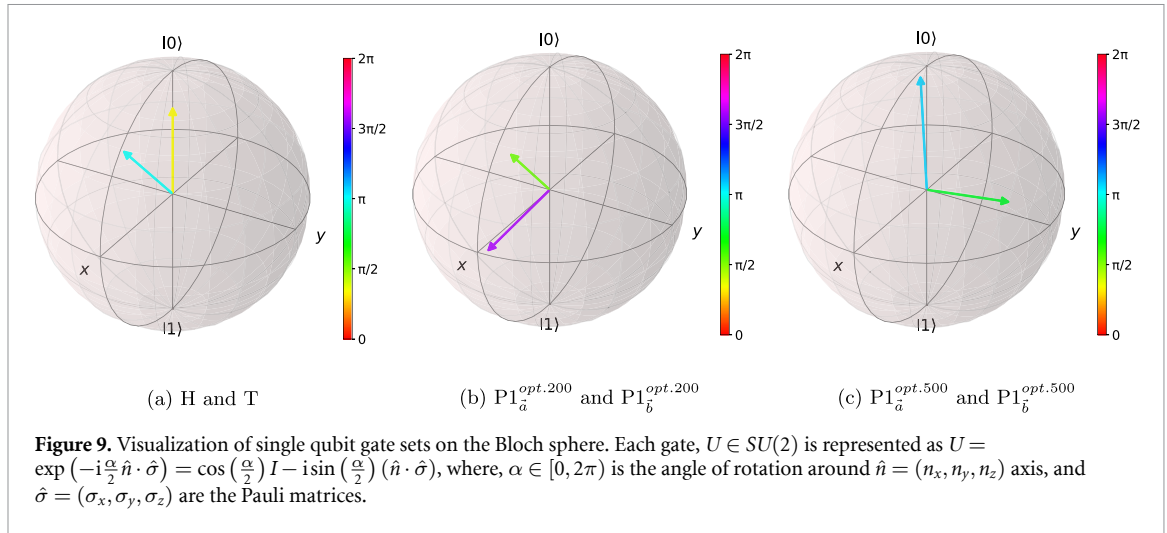 |0⟩
2π
3π/2
π
π/2
0
x
y
|1⟩
(a) H and T
|0⟩
2π
3π/2
π
π/2
0
x
y
|1⟩
(b) P1_{\vec{a}}^{opt.200} and P1_{\vec{b}}^{opt.200}
|0⟩
2π
3π/2
π
π/2
0
x
y
|1⟩
(c) P1_{\vec{a}}^{opt.500} and P1_{\vec{b}}^{opt.500}
Figure 9. Visualization of single qubit gate sets on the Bloch sphere. Each gate, U ∈ SU(2) is represented as U =
exp (−i α/2 n̂ · σ̂) = cos (α/2) I − i sin (α/2) (n̂ · σ̂), where, α ∈ [0, 2π) is the angle of rotation around n̂ = (n_x, n_y, n_z) axis, and
σ̂ = (σ_x, σ_y, σ_z) are the Pauli matrices.